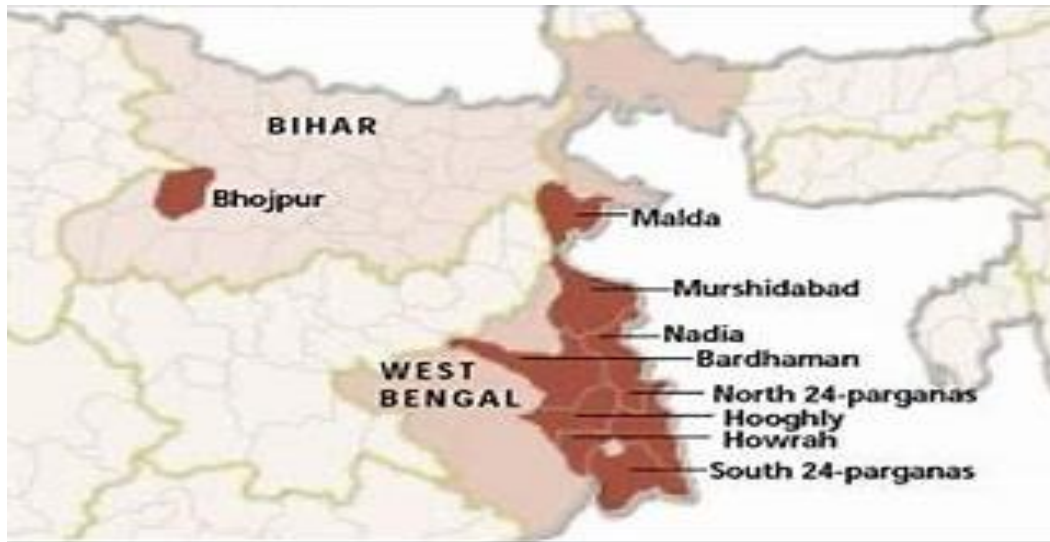 BIHAR
Bhojpur
Malda
Murshidabad
Nadia
Bardhaman
WEST
BENGAL
North 24-parganas
Hooghly
Howrah
South 24-parganas